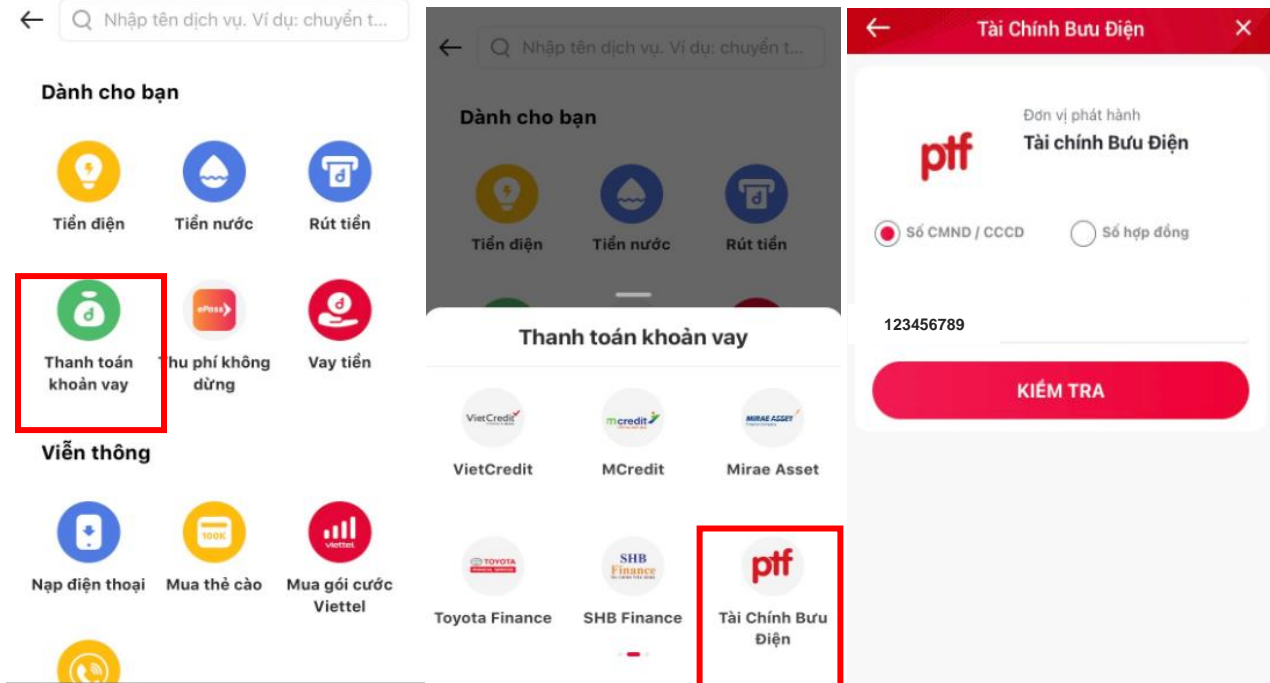 Nhập tên dịch vụ. Ví dụ: chuyển t...
Dành cho bạn
Tiền điện
Tiền nước
Rút tiền
ePass
Thanh toán
khoản vay
Thu phí không
dừng
Vay tiền
Viễn thông
100K
viettel
Nạp điện thoại
Mua thẻ cào
Mua gói cước
Viettel
Nhập tên dịch vụ. Ví dụ: chuyển t...
Dành cho bạn
Tiền điện
Tiền nước
Rút tiền
Thanh toán khoản vay
VietCredit
mcredit
MIRAE ASSET
VietCredit
MCredit
Mirae Asset
TOYOTA
FINANCIAL SERVICES
SHB
Finance
ptf
Toyota Finance
SHB Finance
Tài Chính Bưu
Điện
Tài Chính Bưu Điện
ptf
Đơn vị phát hành
Tài chính Bưu Điện
Số CMND / CCCD
Số hợp đồng
123456789
KIỂM TRA